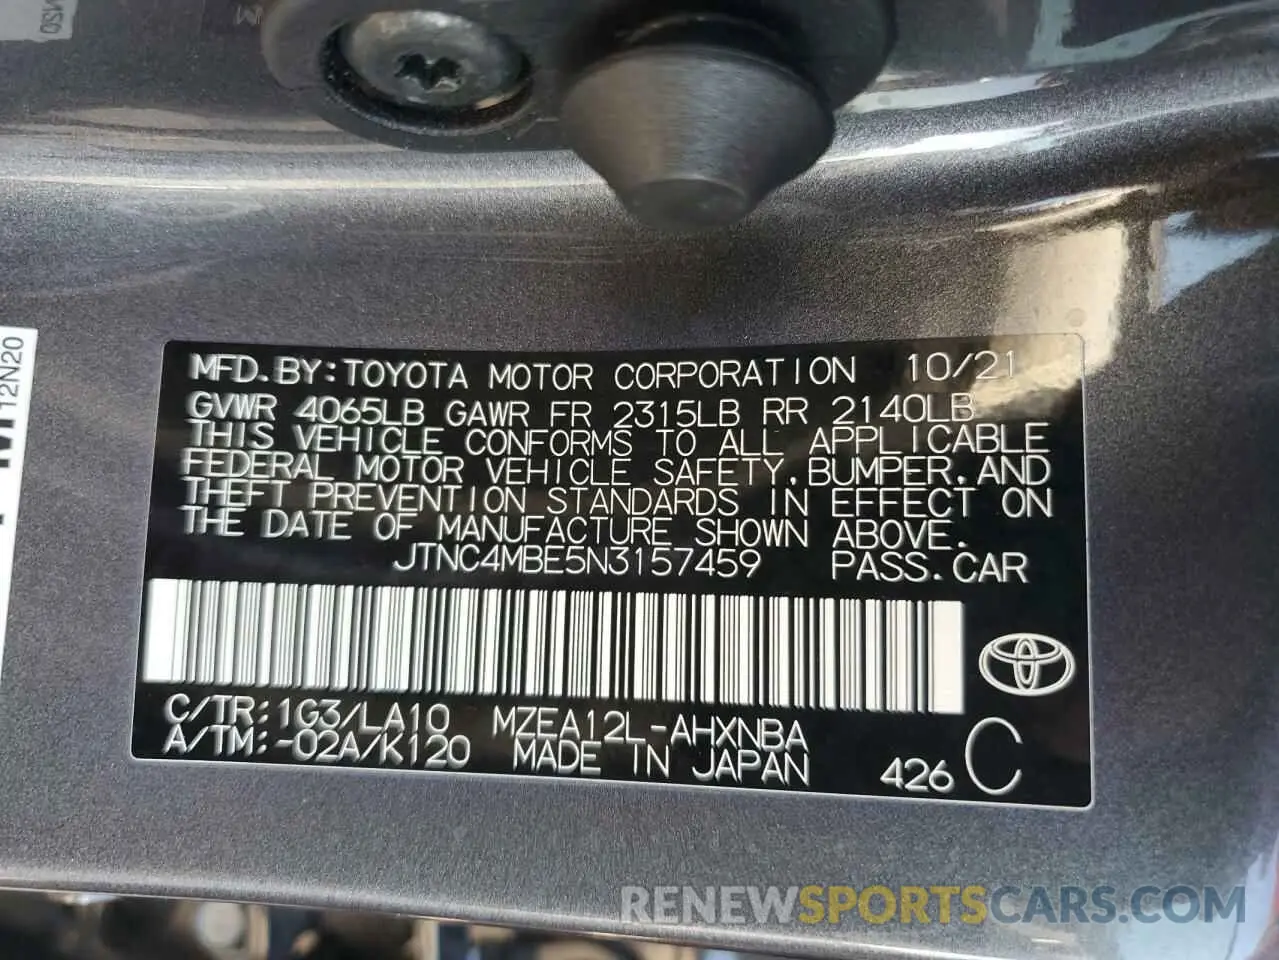 MFD.BY:TOYOTA MOTOR CORPORATION 10/21
GVWR 4065LB GAWR FR 2315LB RR 2140LB
THIS VEHICLE CONFORMS TO ALL APPLICABLE
FEDERAL MOTOR VEHICLE SAFETY,BUMPER,AND
THEFT PREVENTION STANDARDS IN EFFECT ON
THE DATE OF MANUFACTURE SHOWN ABOVE.
JTNC4MBE5N3157459 PASS.CAR
C/TR:1G3/LA10 MZEA12L-AHXNBA
A/TM:-02A/K120 MADE IN JAPAN 426 C
RENEWSPORTSCARS.COM